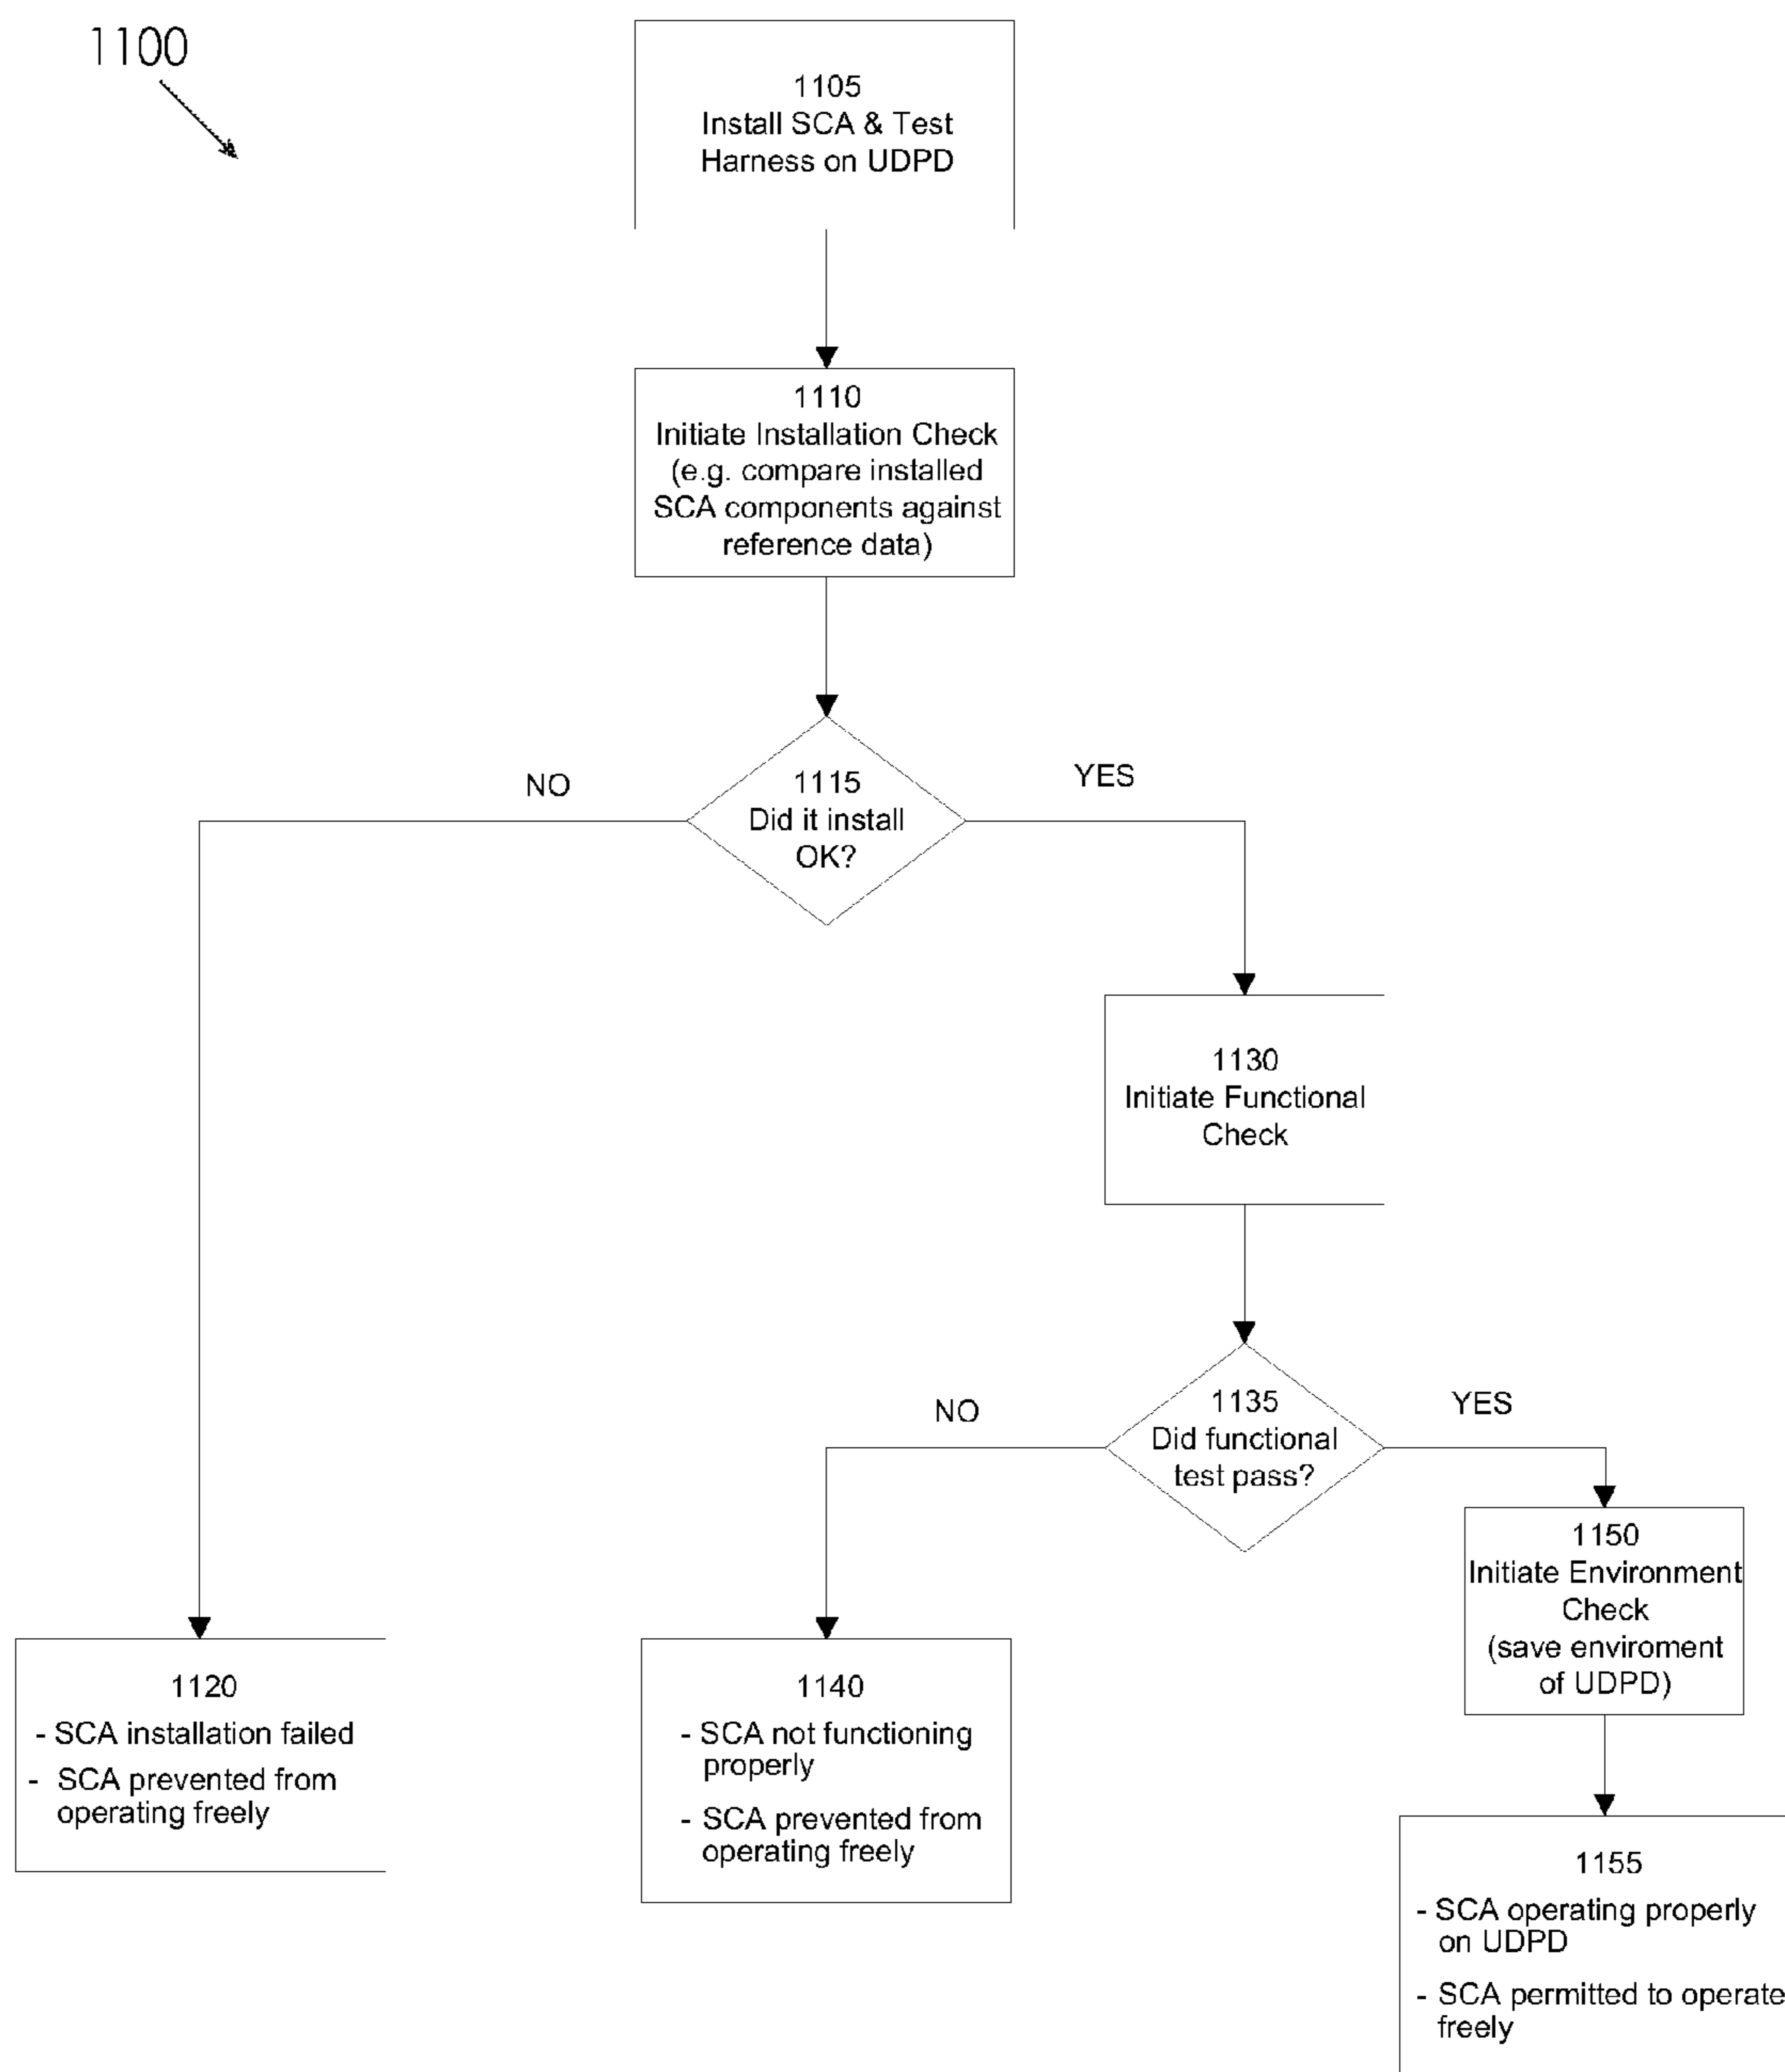 1100
1105
Install SCA & Test
Harness on UDPD
1110
Initiate Installation Check
(e.g. compare installed
SCA components against
reference data)
NO
YES
1115
Did it install
OK?
1130
Initiate Functional
Check
NO
YES
1135
Did functional
test pass?
1150
Initiate Environment
Check
(save enviroment
of UDPD)
1120
- SCA installation failed
- SCA prevented from
operating freely
1140
- SCA not functioning
properly
- SCA prevented from
operating freely
1155
- SCA operating properly
on UDPD
- SCA permitted to operate
freely